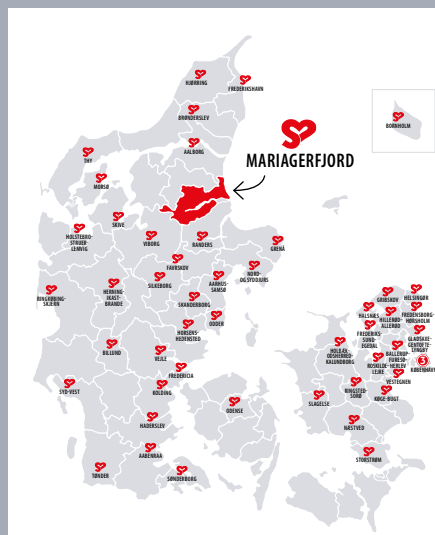 HJØRRING
FREDERIKSHAVN
BRØNDERSLEV
AALBORG
BORNHOLM
MARIAGERFJORD
THY
MORSØ
SKIVE
HOLSTEBRO-
STRUER-
LEMVIG
VIBORG
RANDERS
GRENÅ
FAVRSKOV
NORD-
OG SYDDJURS
SILKEBORG
AARHUS-
SAMSØ
RINGKØBING-
SKJERN
HERNING-
IKAST-
BRANDE
SKANDERBORG
ODDER
HORSENS-
HEDENSTED
BILLUND
VEJLE
FREDERICIA
SYD-VEST
KOLDING
ODENSE
HADERSLEV
AABENRAA
TØNDER
SØNDERBORG
GRIBSKOV
HELSINGØR
HALSNÆS
HILLERØD-
ALLERØD
FREDENSBORG-
HØRSHOLM
FREDERIKS-
SUND-
EGEDAL
GLADSAXE-
GENTOFTE-
LYNGBY
HOLBÆK-
ODSHERRED-
KALUNDBORG
BALLERUP-
FURESØ-
HERLEV
ROSKILDE-
LEJRE
KØBENHAVN
VESTEGNEN
RINGSTED-
SORØ
KØGE BUGT
SLAGELSE
NÆSTVED
STORSTRØM